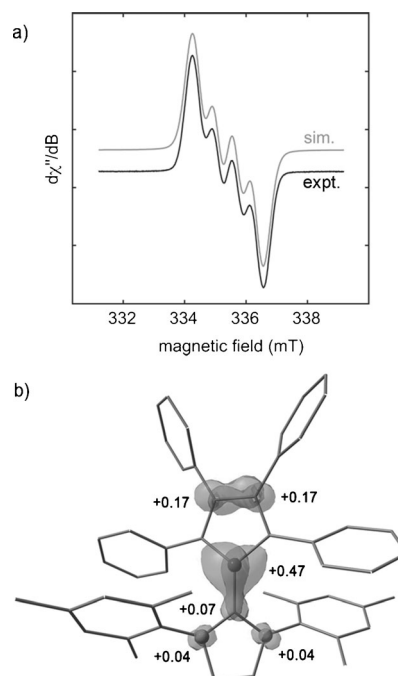 a)
dχ''/dB
sim.
expt.
332 334 336 338
magnetic field (mT)
b)
+0.17 +0.17
+0.47
+0.07
+0.04 +0.04